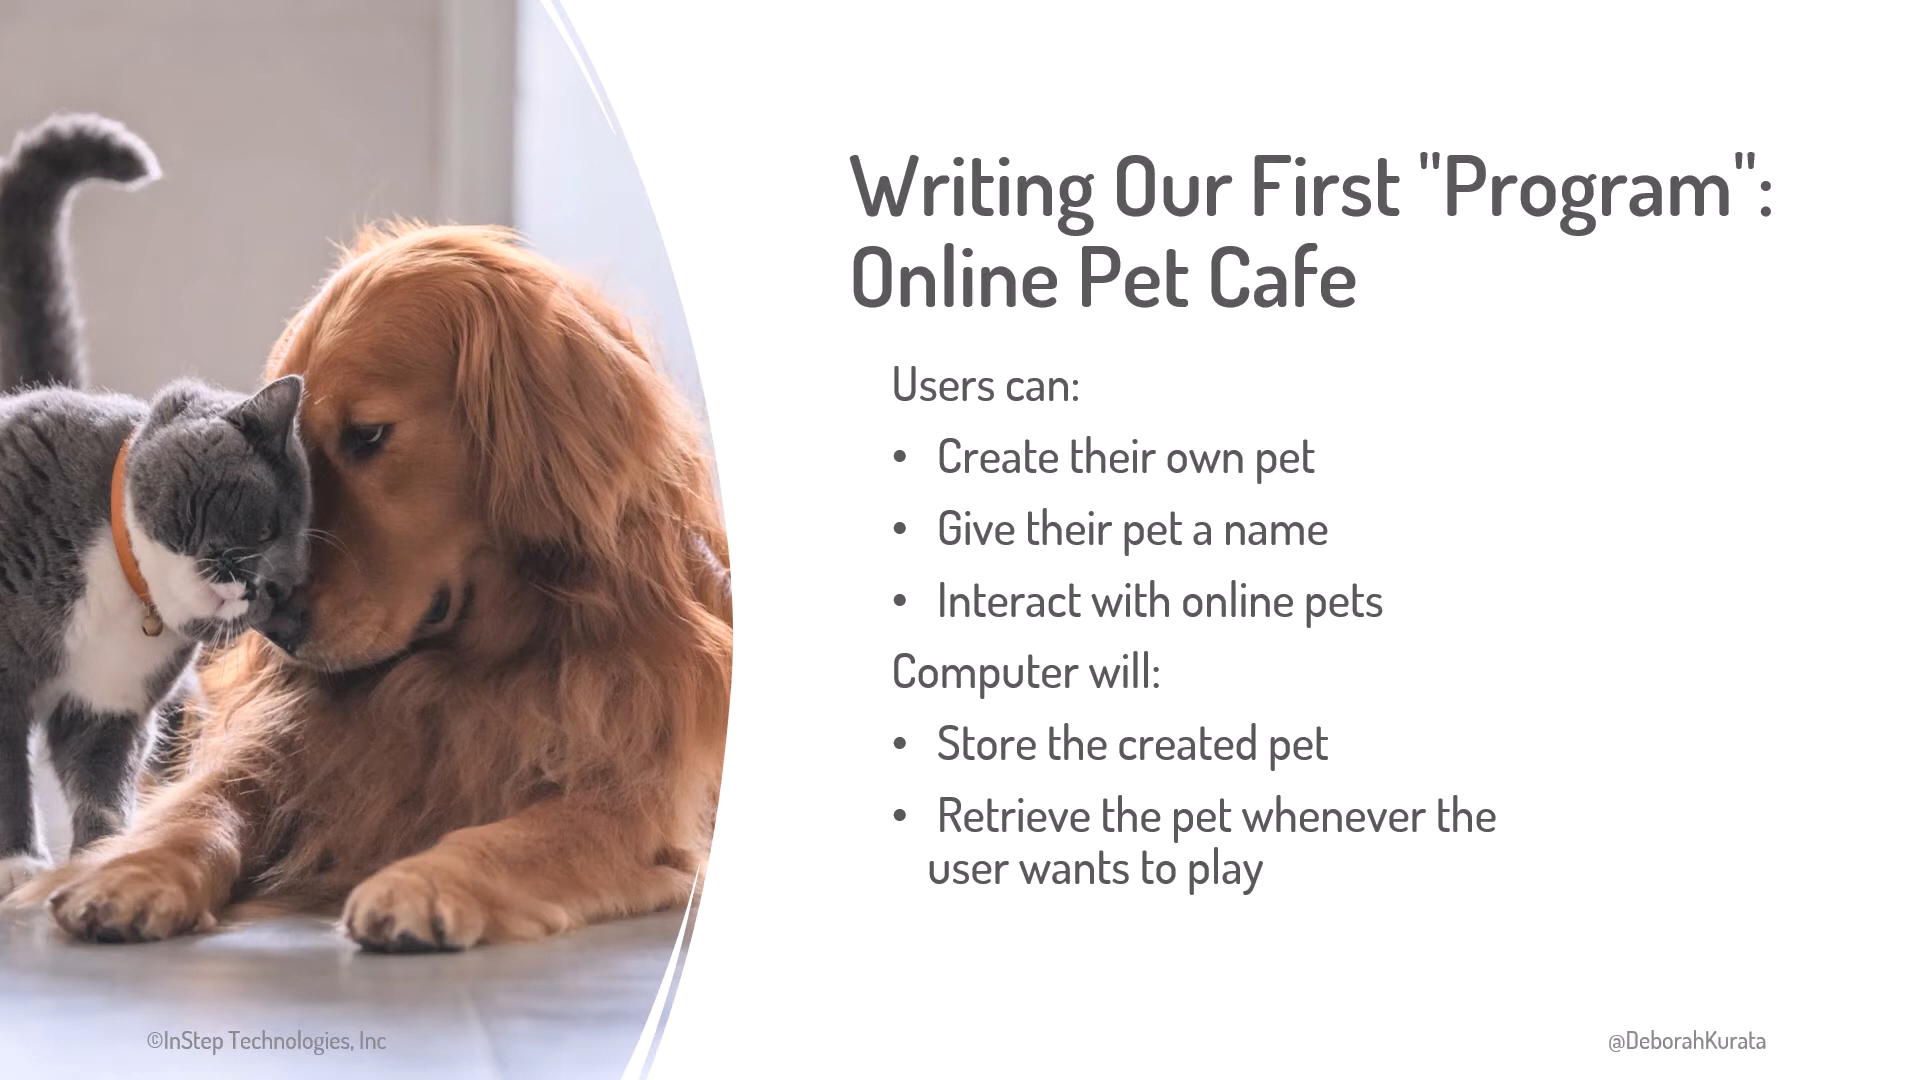 Writing Our First "Program":
Online Pet Cafe
Users can:
• Create their own pet
• Give their pet a name
• Interact with online pets
Computer will:
• Store the created pet
• Retrieve the pet whenever the
user wants to play
©InStep Technologies, Inc
@DeborahKurata